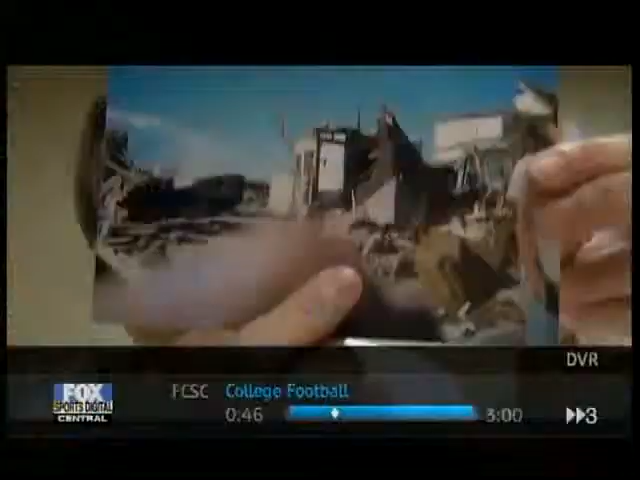 DVR
FOX
SPORTS DIGITAL
CENTRAL
FCSC College Football
0:46 3:00 3